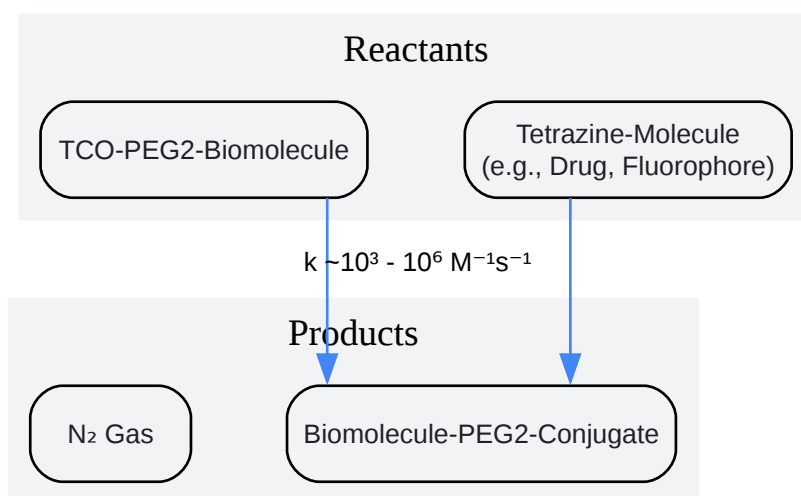 Reactants
TCO-PEG2-Biomolecule
Tetrazine-Molecule
(e.g., Drug, Fluorophore)
k ~10³ - 10⁶ M⁻¹s⁻¹
Products
N₂ Gas
Biomolecule-PEG2-Conjugate